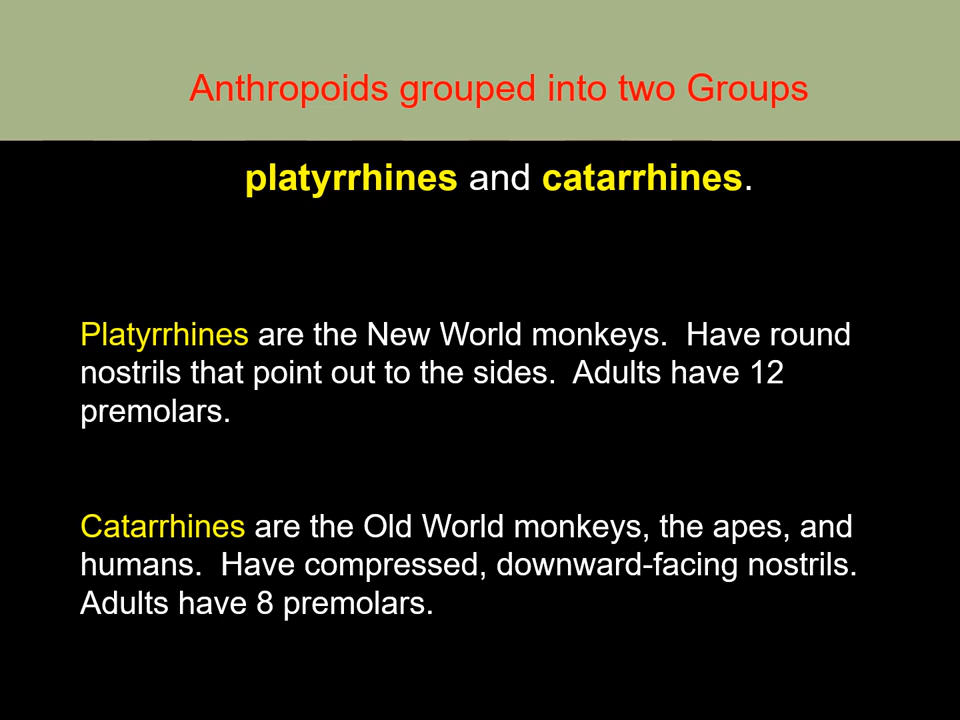 Anthropoids grouped into two Groups
platyrrhines and catarrhines.
Platyrrhines are the New World monkeys.  Have round
nostrils that point out to the sides.  Adults have 12
premolars.
Catarrhines are the Old World monkeys, the apes, and
humans.  Have compressed, downward-facing nostrils.
Adults have 8 premolars.